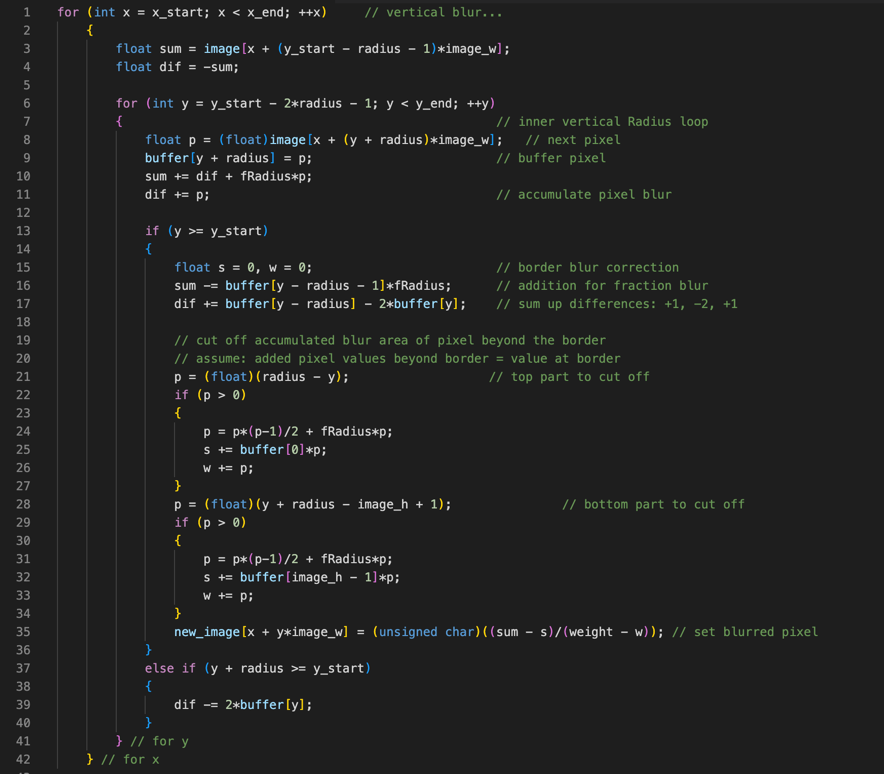 1 for (int x = x_start; x < x_end; ++x)     // vertical blur...
2     {
3         float sum = image[x + (y_start - radius - 1)*image_w];
4         float dif = -sum;
5
6         for (int y = y_start - 2*radius - 1; y < y_end; ++y)
7         {                                                   // inner vertical Radius loop
8             float p = (float)image[x + (y + radius)*image_w];   // next pixel
9             buffer[y + radius] = p;                         // buffer pixel
10             sum += dif + fRadius*p;
11             dif += p;                                       // accumulate pixel blur
12
13             if (y >= y_start)
14             {
15                 float s = 0, w = 0;                         // border blur correction
16                 sum -= buffer[y - radius - 1]*fRadius;      // addition for fraction blur
17                 dif += buffer[y - radius] - 2*buffer[y];    // sum up differences: +1, -2, +1
18
19                 // cut off accumulated blur area of pixel beyond the border
20                 // assume: added pixel values beyond border = value at border
21                 p = (float)(radius - y);                   // top part to cut off
22                 if (p > 0)
23                 {
24                     p = p*(p-1)/2 + fRadius*p;
25                     s += buffer[0]*p;
26                     w += p;
27                 }
28                 p = (float)(y + radius - image_h + 1);               // bottom part to cut off
29                 if (p > 0)
30                 {
31                     p = p*(p-1)/2 + fRadius*p;
32                     s += buffer[image_h - 1]*p;
33                     w += p;
34                 }
35                 new_image[x + y*image_w] = (unsigned char)((sum - s)/(weight - w)); // set blurred pixel
36             }
37             else if (y + radius >= y_start)
38             {
39                 dif -= 2*buffer[y];
40             }
41         } // for y
42     } // for x